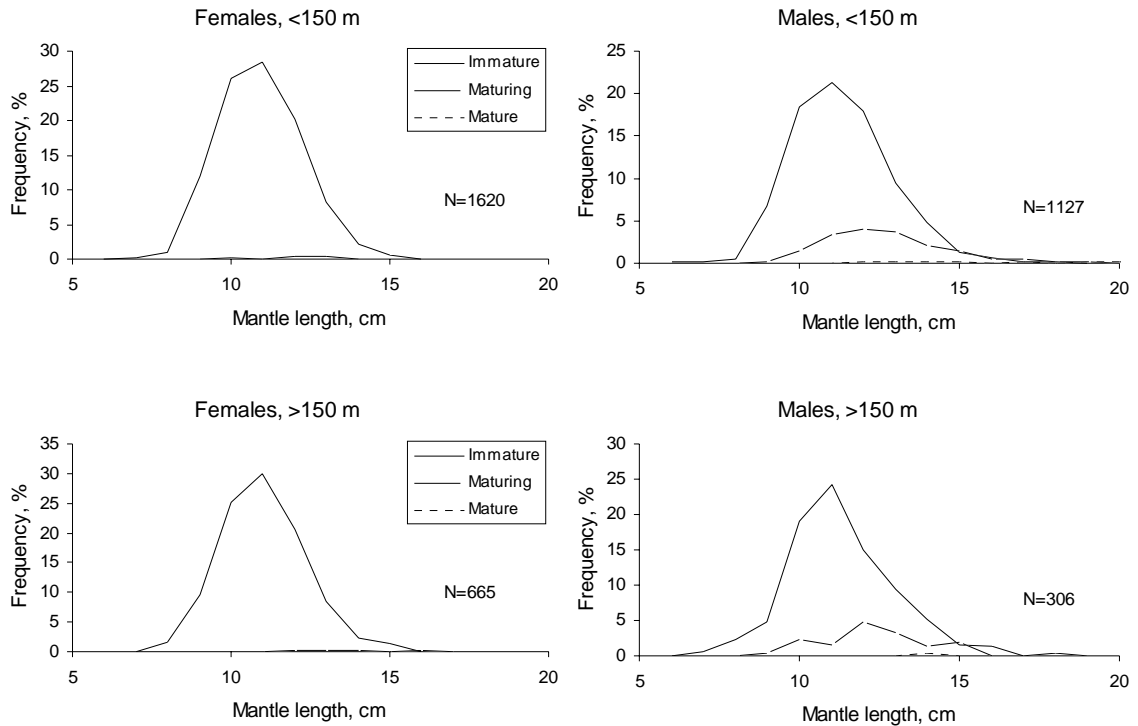 Females, <150 m
30
25
20
15
10
5
0
Frequency, %
Immature
Maturing
Mature
N=1620
5 10 15 20
Mantle length, cm
Males, <150 m
25
20
15
10
5
0
Frequency, %
N=1127
5 10 15 20
Mantle length, cm
Females, >150 m
35
30
25
20
15
10
5
0
Frequency, %
Immature
Maturing
Mature
N=665
5 10 15 20
Mantle length, cm
Males, >150 m
30
25
20
15
10
5
0
Frequency, %
N=306
5 10 15 20
Mantle length, cm